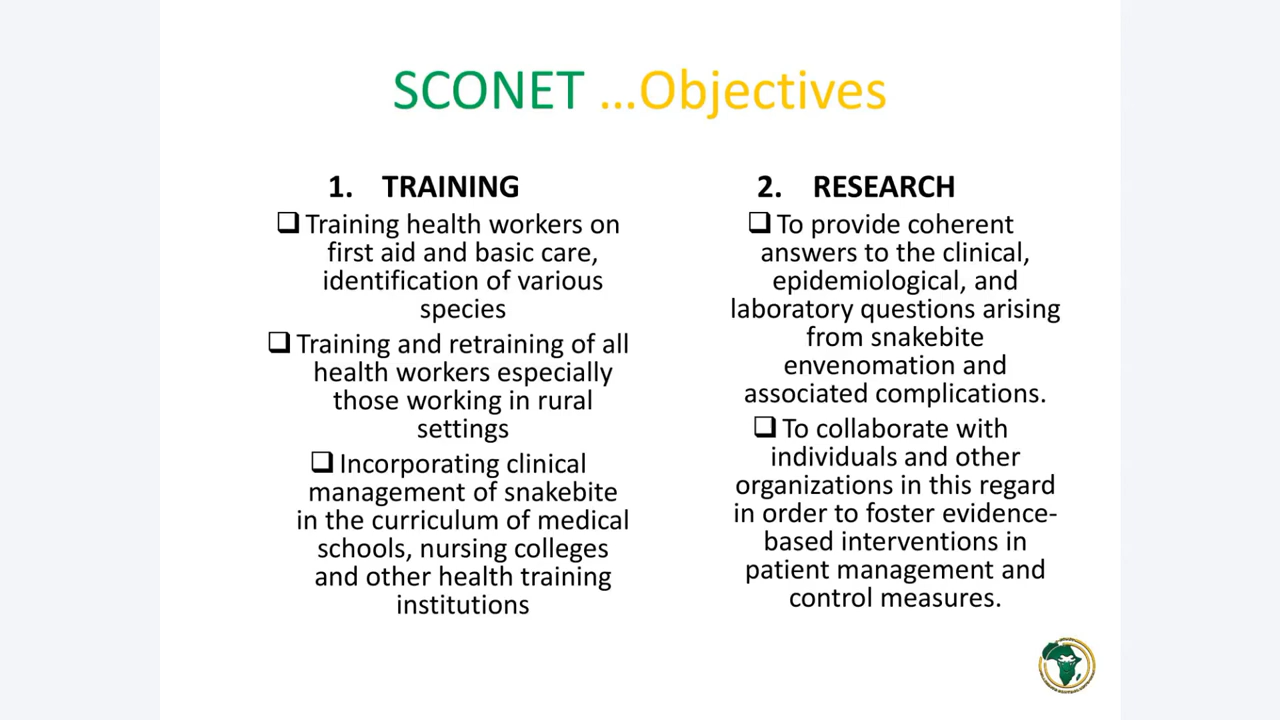 SCONET ...Objectives
1. TRAINING
❑ Training health workers on
first aid and basic care,
identification of various
species
❑ Training and retraining of all
health workers especially
those working in rural
settings
❑ Incorporating clinical
management of snakebite
in the curriculum of medical
schools, nursing colleges
and other health training
institutions
2. RESEARCH
❑ To provide coherent
answers to the clinical,
epidemiological, and
laboratory questions arising
from snakebite
envenomation and
associated complications.
❑ To collaborate with
individuals and other
organizations in this regard
in order to foster evidence-
based interventions in
patient management and
control measures.